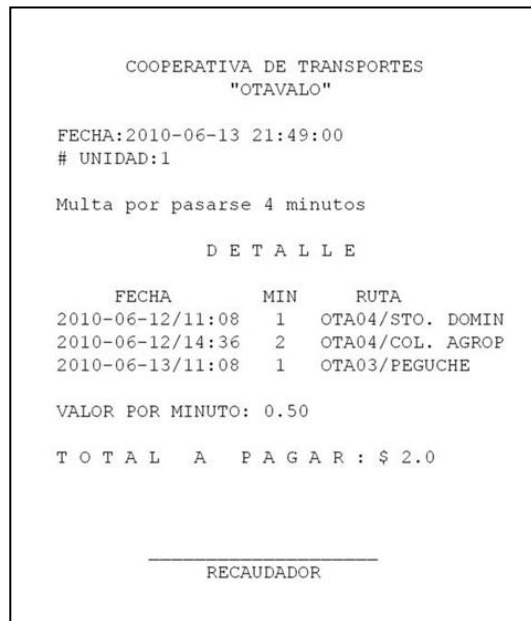 COOPERATIVA DE TRANSPORTES
"OTAVALO"
FECHA:2010-06-13 21:49:00
# UNIDAD:1
Multa por pasarse 4 minutos
D E T A L L E
FECHA MIN RUTA
2010-06-12/11:08 1 OTA04/STO. DOMIN
2010-06-12/14:36 2 OTA04/COL. AGROP
2010-06-13/11:08 1 OTA03/PEGUCHE
VALOR POR MINUTO: 0.50
T O T A L A P A G A R : $ 2.0
RECAUDADOR